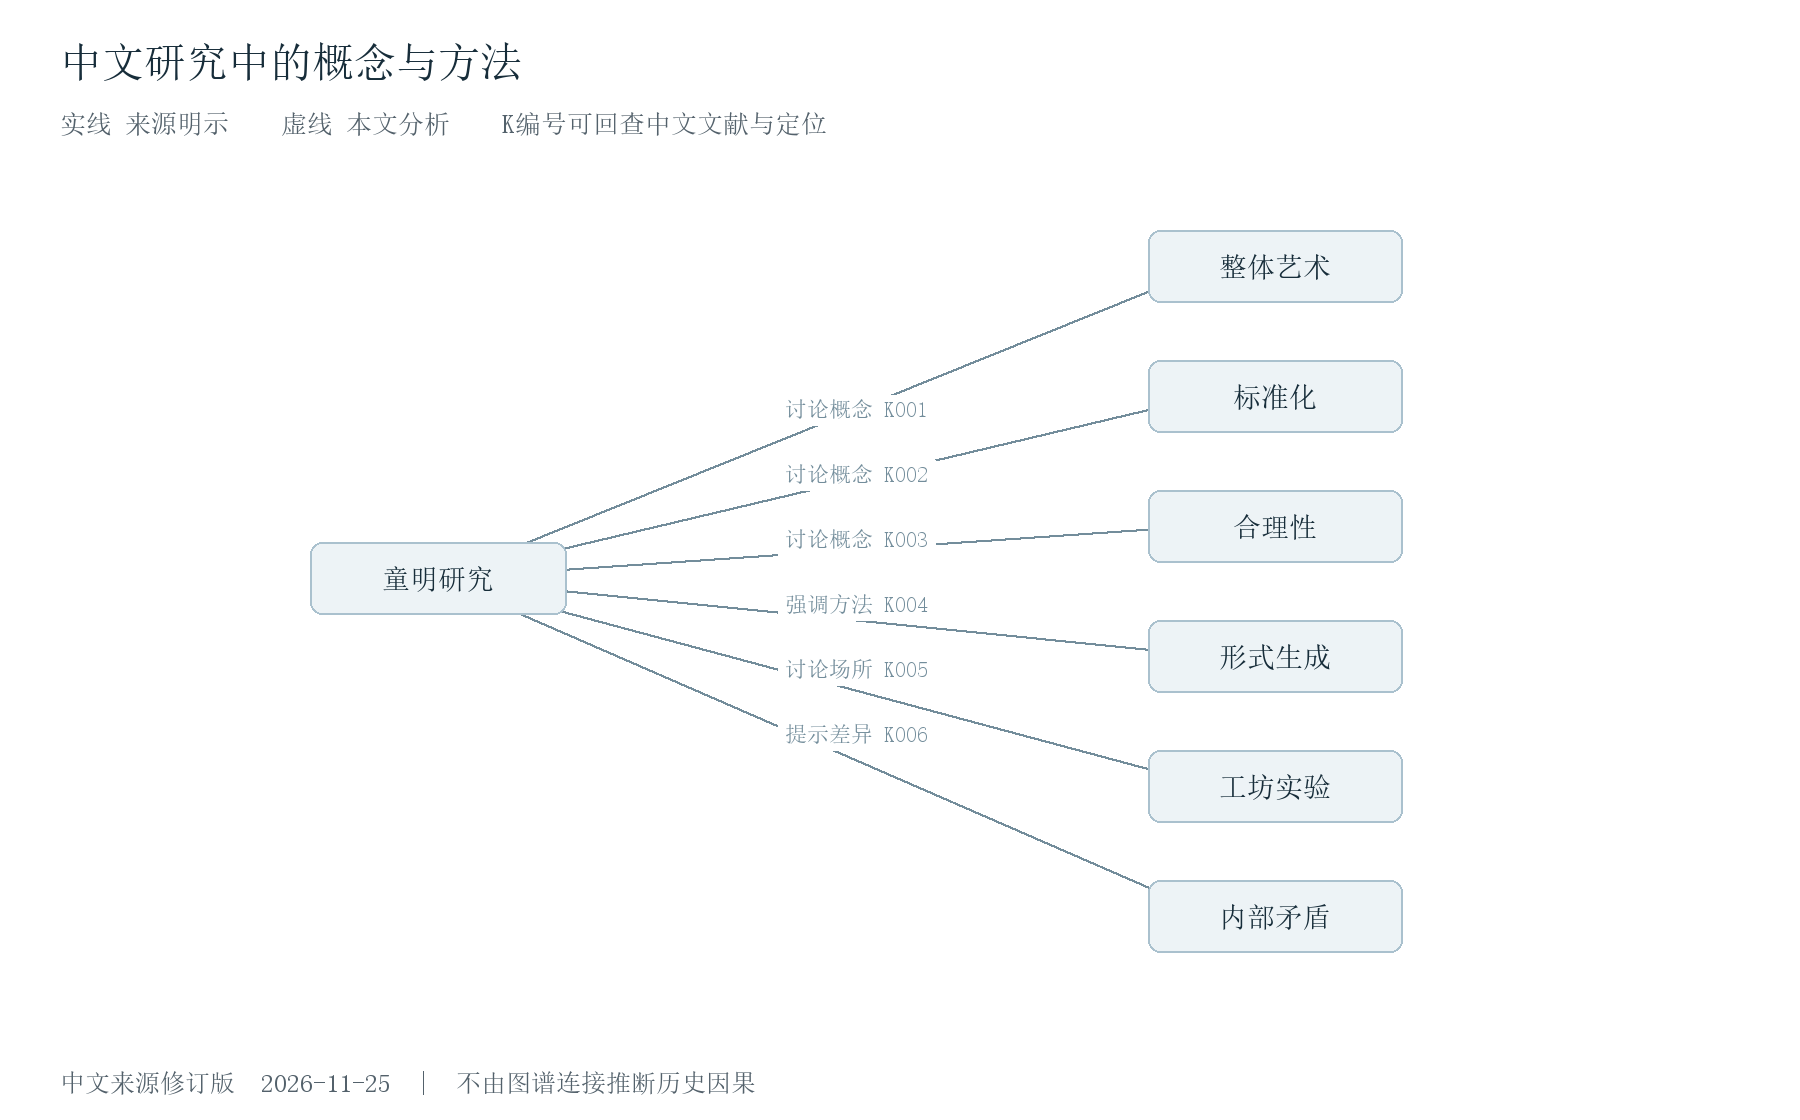 中文研究中的概念与方法
实线 来源明示 虚线 本文分析 K编号可回查中文文献与定位
整体艺术
标准化
讨论概念 K001
讨论概念 K002
合理性
讨论概念 K003
童明研究
强调方法 K004
形式生成
讨论场所 K005
提示差异 K006
工坊实验
内部矛盾
中文来源修订版 2026-11-25 | 不由图谱连接推断历史因果